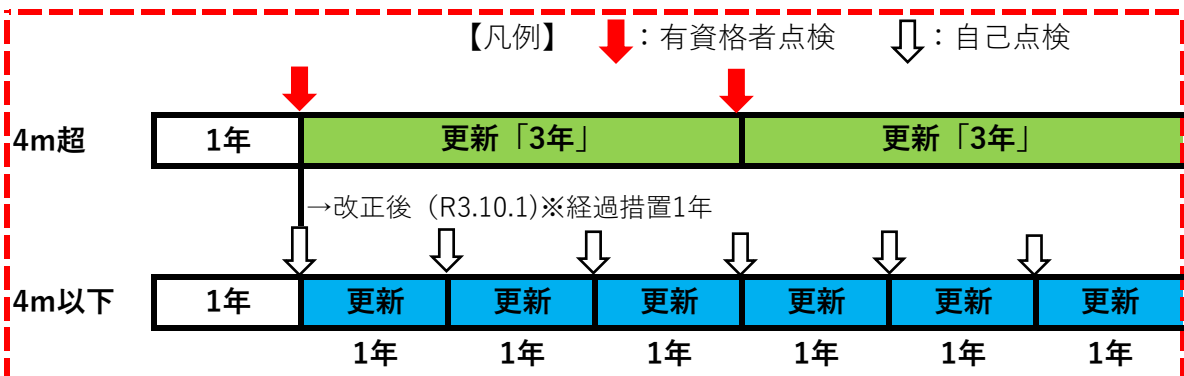 【凡例】 ：有資格者点検 ：自己点検
4m超 1年 更新「3年」 更新「3年」
→改正後（R3.10.1)※経過措置1年
4m以下 1年 更新 更新 更新 更新 更新 更新
1年 1年 1年 1年 1年 1年